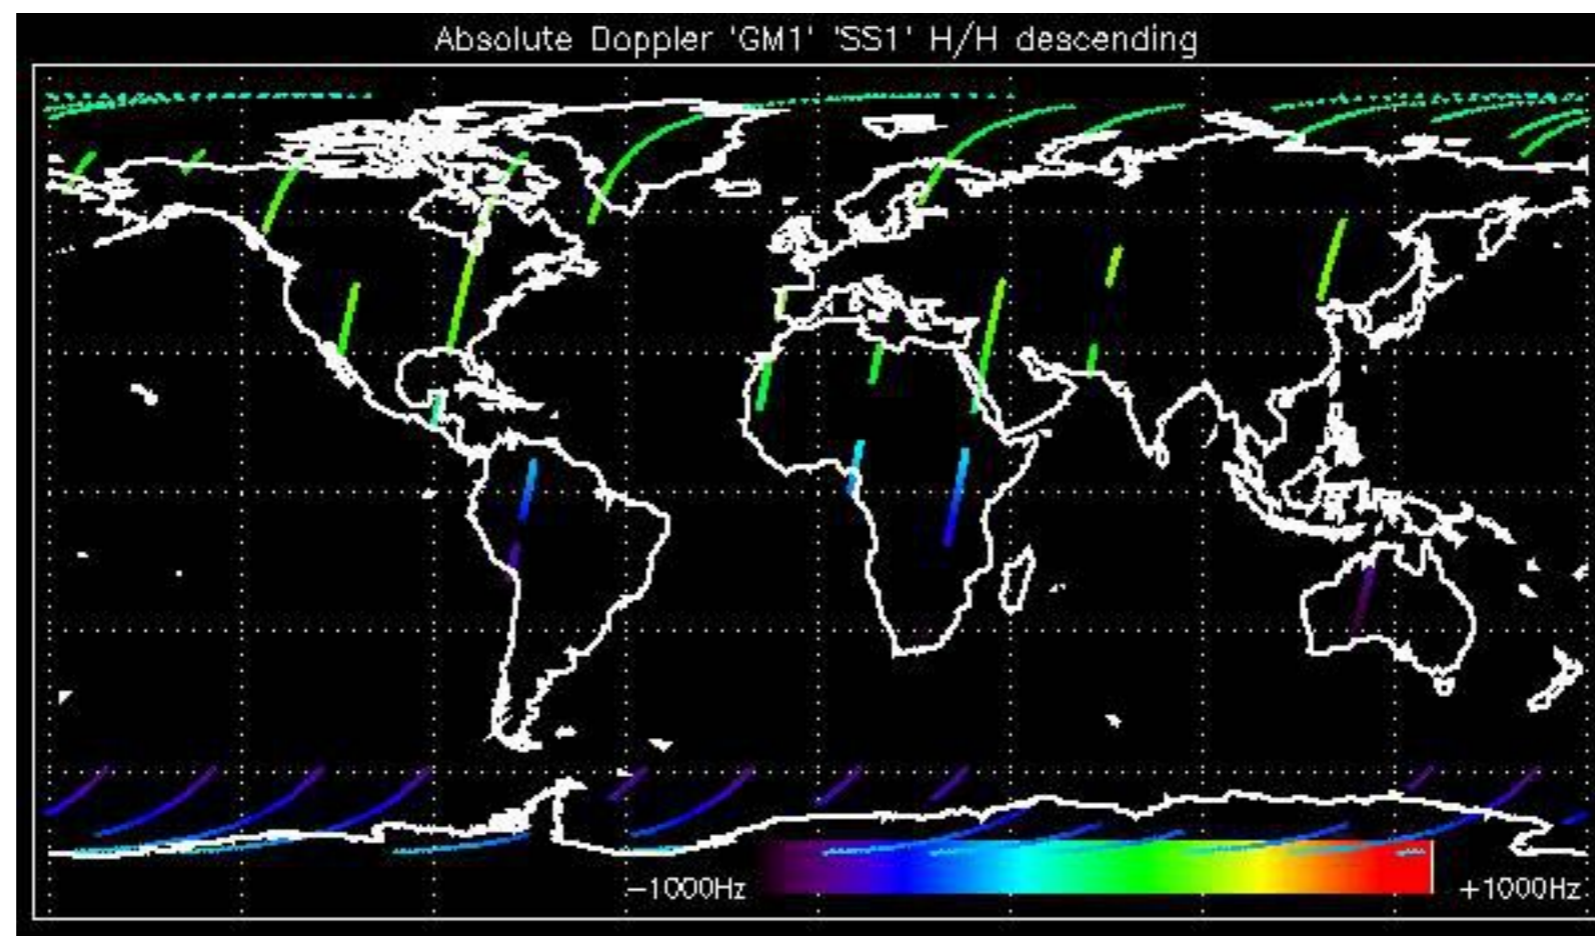 Absolute Doppler 'GM1' 'SS1' H/H descending
-1000Hz +1000Hz